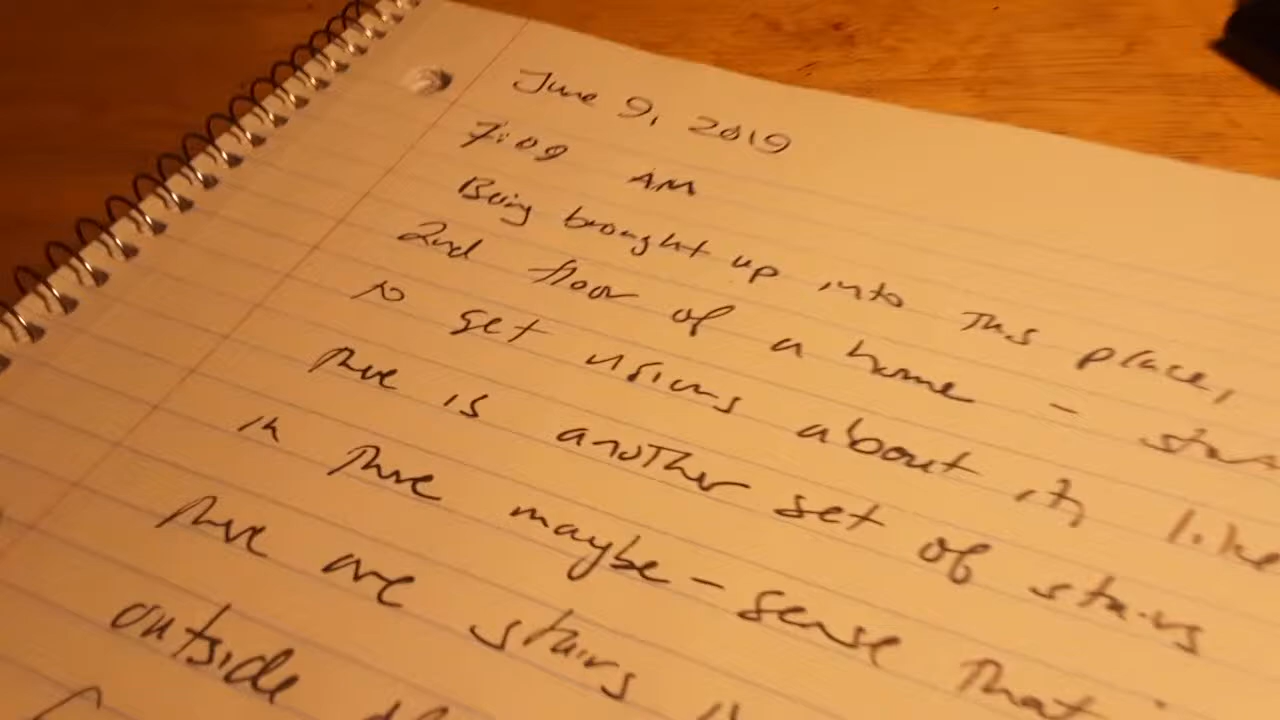 June 9, 2019
7:09 AM
Being brought up into this place,
2nd floor of a home - start
to get visions about it, like
there is another set of stairs
in there maybe - sense that
there are stairs
outside